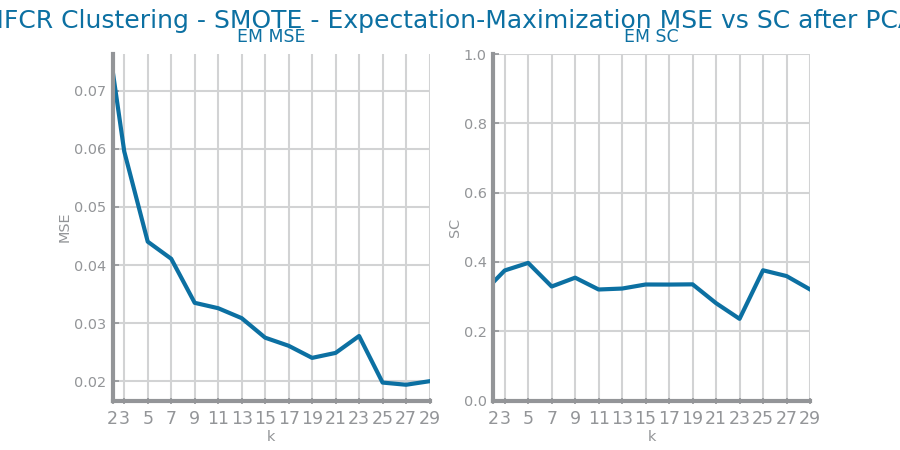 IFCR Clustering - SMOTE - Expectation-Maximization MSE vs SC after PCA
EM MSE
EM SC
0.07
0.06
0.05
0.04
0.03
0.02
MSE
2 3 5 7 9 11 13 15 17 19 21 23 25 27 29
k
1.0
0.8
0.6
0.4
0.2
0.0
SC
2 3 5 7 9 11 13 15 17 19 21 23 25 27 29
k